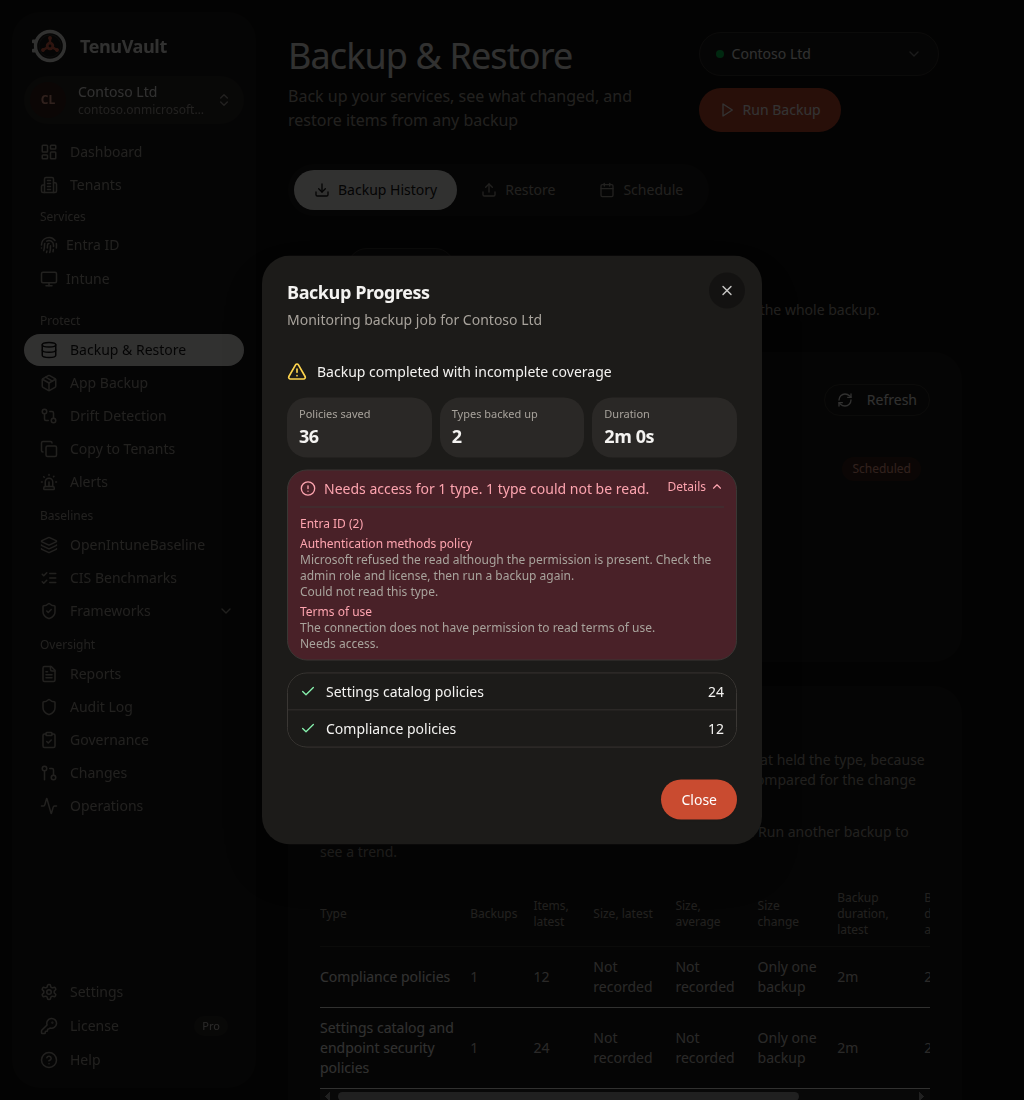 TenuVault
CL
Contoso Ltd
contoso.onmicrosoft...
Dashboard
Tenants
Services
Entra ID
Intune
Protect
Backup & Restore
App Backup
Drift Detection
Copy to Tenants
Alerts
Baselines
OpenIntuneBaseline
CIS Benchmarks
Frameworks
Oversight
Reports
Audit Log
Governance
Changes
Operations
Settings
License
Pro
Help
Backup & Restore
Back up your services, see what changed, and
restore items from any backup
Contoso Ltd
Run Backup
Backup History
Restore
Schedule
the whole backup.
Refresh
Scheduled
Backup Progress
Monitoring backup job for Contoso Ltd
Backup completed with incomplete coverage
Policies saved
36
Types backed up
2
Duration
2m 0s
Needs access for 1 type. 1 type could not be read.
Details
Entra ID (2)
Authentication methods policy
Microsoft refused the read although the permission is present. Check the
admin role and license, then run a backup again.
Could not read this type.
Terms of use
The connection does not have permission to read terms of use.
Needs access.
Settings catalog policies
24
Compliance policies
12
Close
at held the type, because
mpared for the change
Run another backup to
see a trend.
Type
Backups
Items,
latest
Size, latest
Size,
average
Size
change
Backup
duration,
latest
Compliance policies
1
12
Not
recorded
Not
recorded
Only one
backup
2m
Settings catalog and
endpoint security
policies
1
24
Not
recorded
Not
recorded
Only one
backup
2m